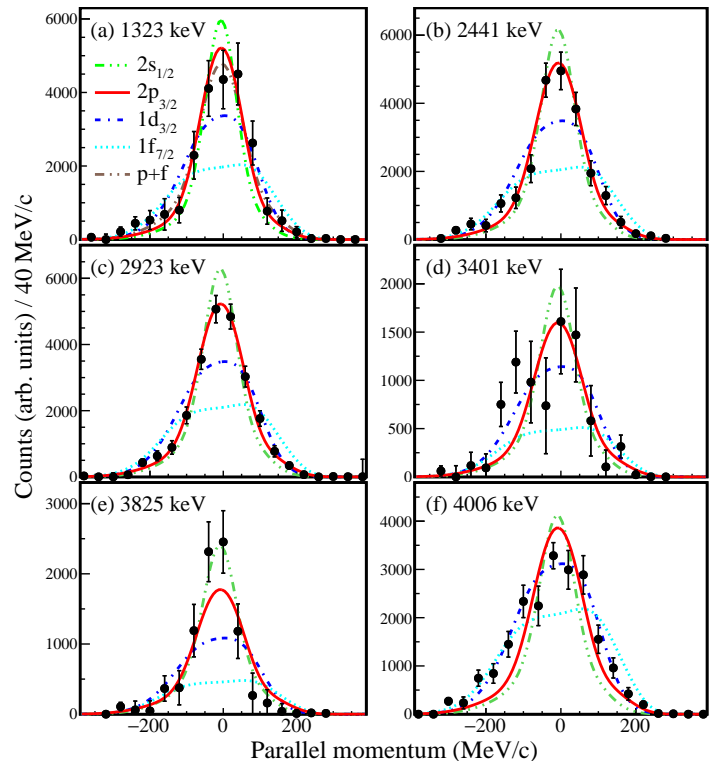 (a) 1323 keV
2s1/2
2p3/2
1d3/2
1f7/2
p+f
6000
4000
2000
0
(b) 2441 keV
6000
4000
2000
0
(c) 2923 keV
6000
4000
2000
0
(d) 3401 keV
2000
1500
1000
500
0
(e) 3825 keV
3000
2000
1000
0
−200
0
200
(f) 4006 keV
4000
3000
2000
1000
0
−200
0
200
Counts (arb. units) / 40 MeV/c
Parallel momentum (MeV/c)